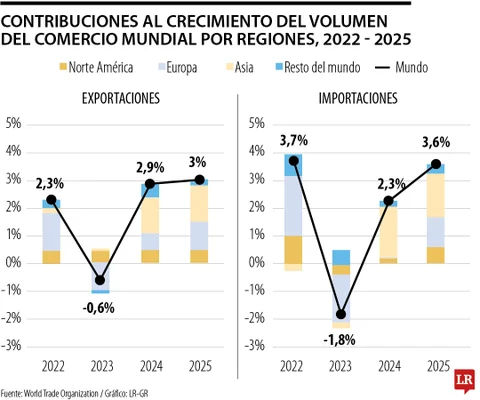 CONTRIBUCIONES AL CRECIMIENTO DEL VOLUMEN
DEL COMERCIO MUNDIAL POR REGIONES, 2022 - 2025
Norte América Europa Asia Resto del mundo Mundo
EXPORTACIONES
5%
4%
3%
2%
1%
0%
-1%
-2%
-3%
2,3%
-0,6%
2,9%
3%
2022 2023 2024 2025
IMPORTACIONES
5%
4%
3%
2%
1%
0%
-1%
-2%
-3%
3,7%
-1,8%
2,3%
3,6%
2022 2023 2024 2025
Fuente: World Trade Organization / Gráfico: LR-GR
LR